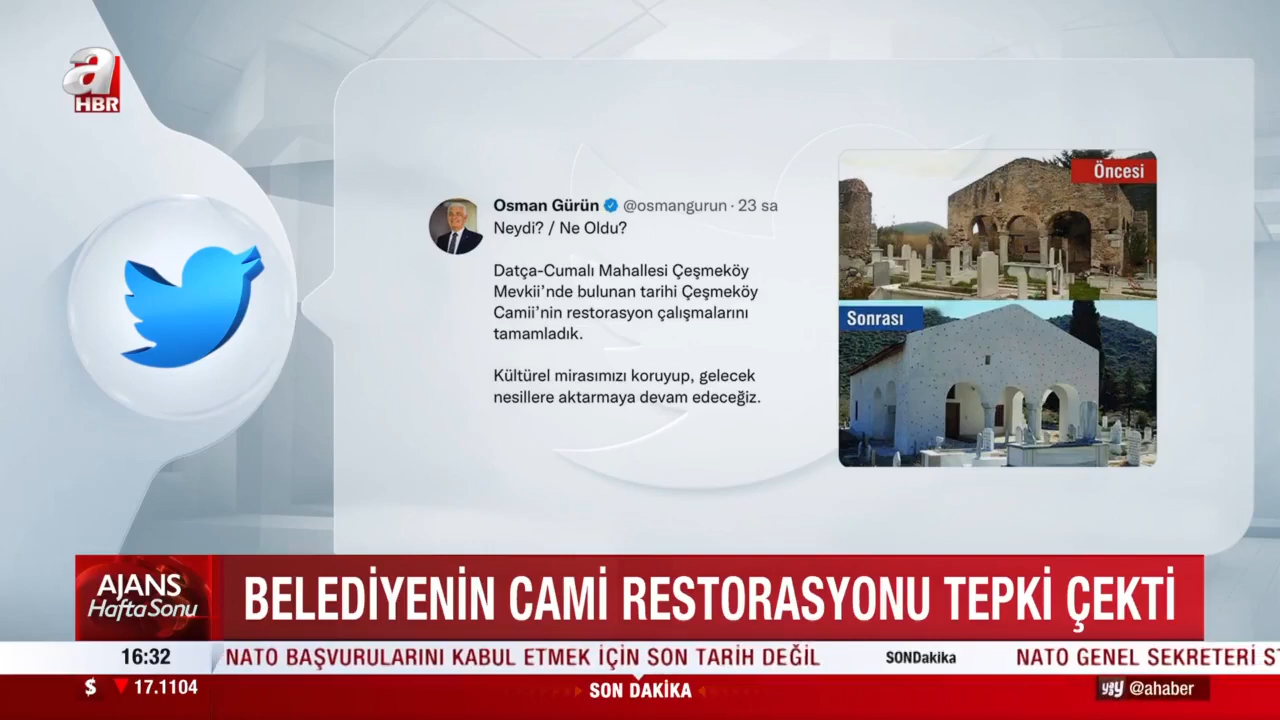 a
HBR
Osman Gürün @osmangurun · 23 sa
Neydi? / Ne Oldu?
Datça-Cumalı Mahallesi Çeşmeköy
Mevkii'nde bulunan tarihi Çeşmeköy
Camii'nin restorasyon çalışmalarını
tamamladık.
Kültürel mirasımızı koruyup, gelecek
nesillere aktarmaya devam edeceğiz.
Öncesi
Sonrası
AJANS
Hafta Sonu
BELEDİYENİN CAMİ RESTORASYONU TEPKİ ÇEKTİ
16:32
NATO BAŞVURULARINI KABUL ETMEK İÇİN SON TARİH DEĞİL
SONDakika
NATO GENEL SEKRETERİ
$ 17.1104
SON DAKİKA
@ahaber